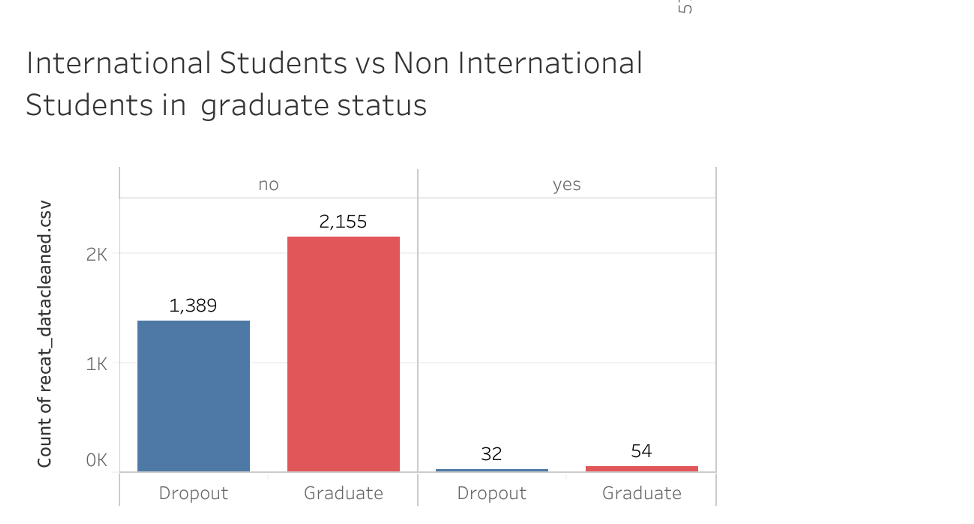 International Students vs Non International
Students in  graduate status
no
yes
Count of recat_datacleaned.csv
2K
1K
0K
1,389
2,155
32
54
Dropout
Graduate
Dropout
Graduate